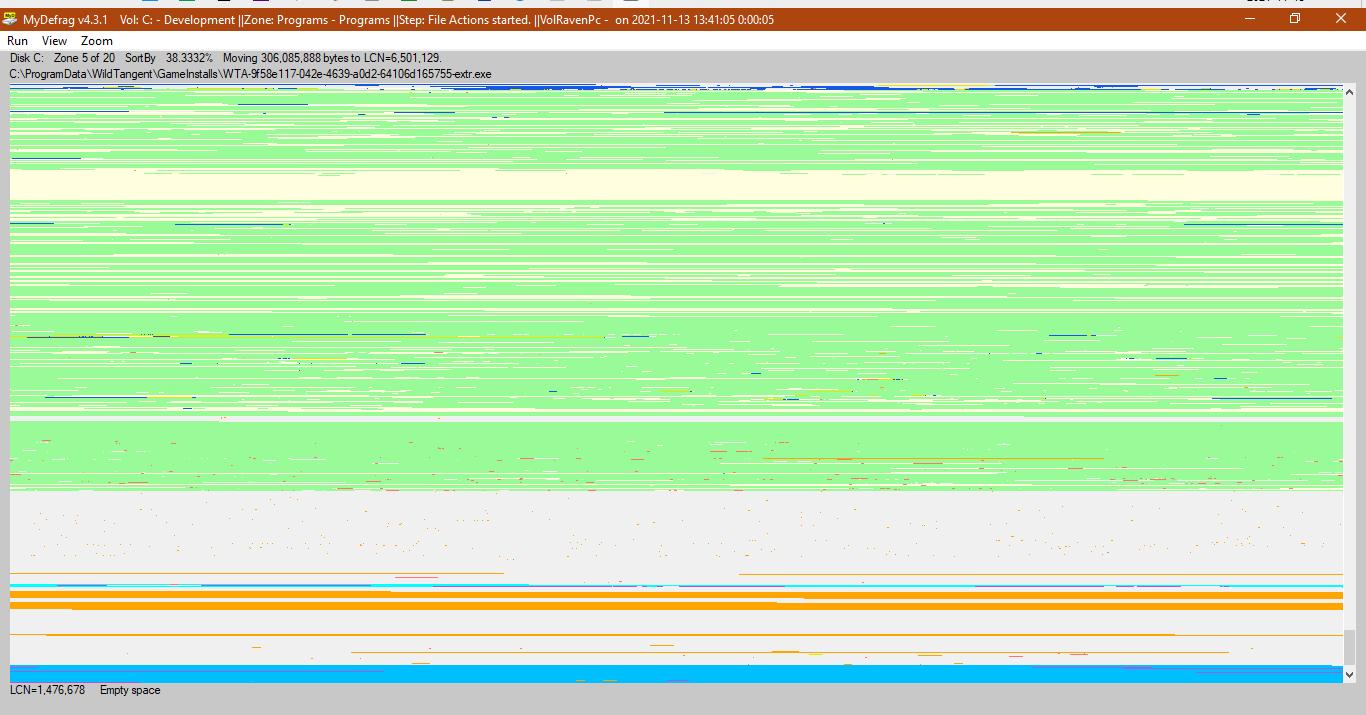 MyDefrag v4.3.1 Vol: C: - Development ||Zone: Programs - Programs ||Step: File Actions started. ||VolRavenPc - on 2021-11-13 13:41:05 0:00:05
Run View Zoom
Disk C: Zone 5 of 20 SortBy 38.3332% Moving 306,085,888 bytes to LCN=6,501,129.
C:\ProgramData\WildTangent\GameInstalls\WTA-9f58e117-042e-4639-a0d2-64106d165755-extr.exe
LCN=1,476,678 Empty space